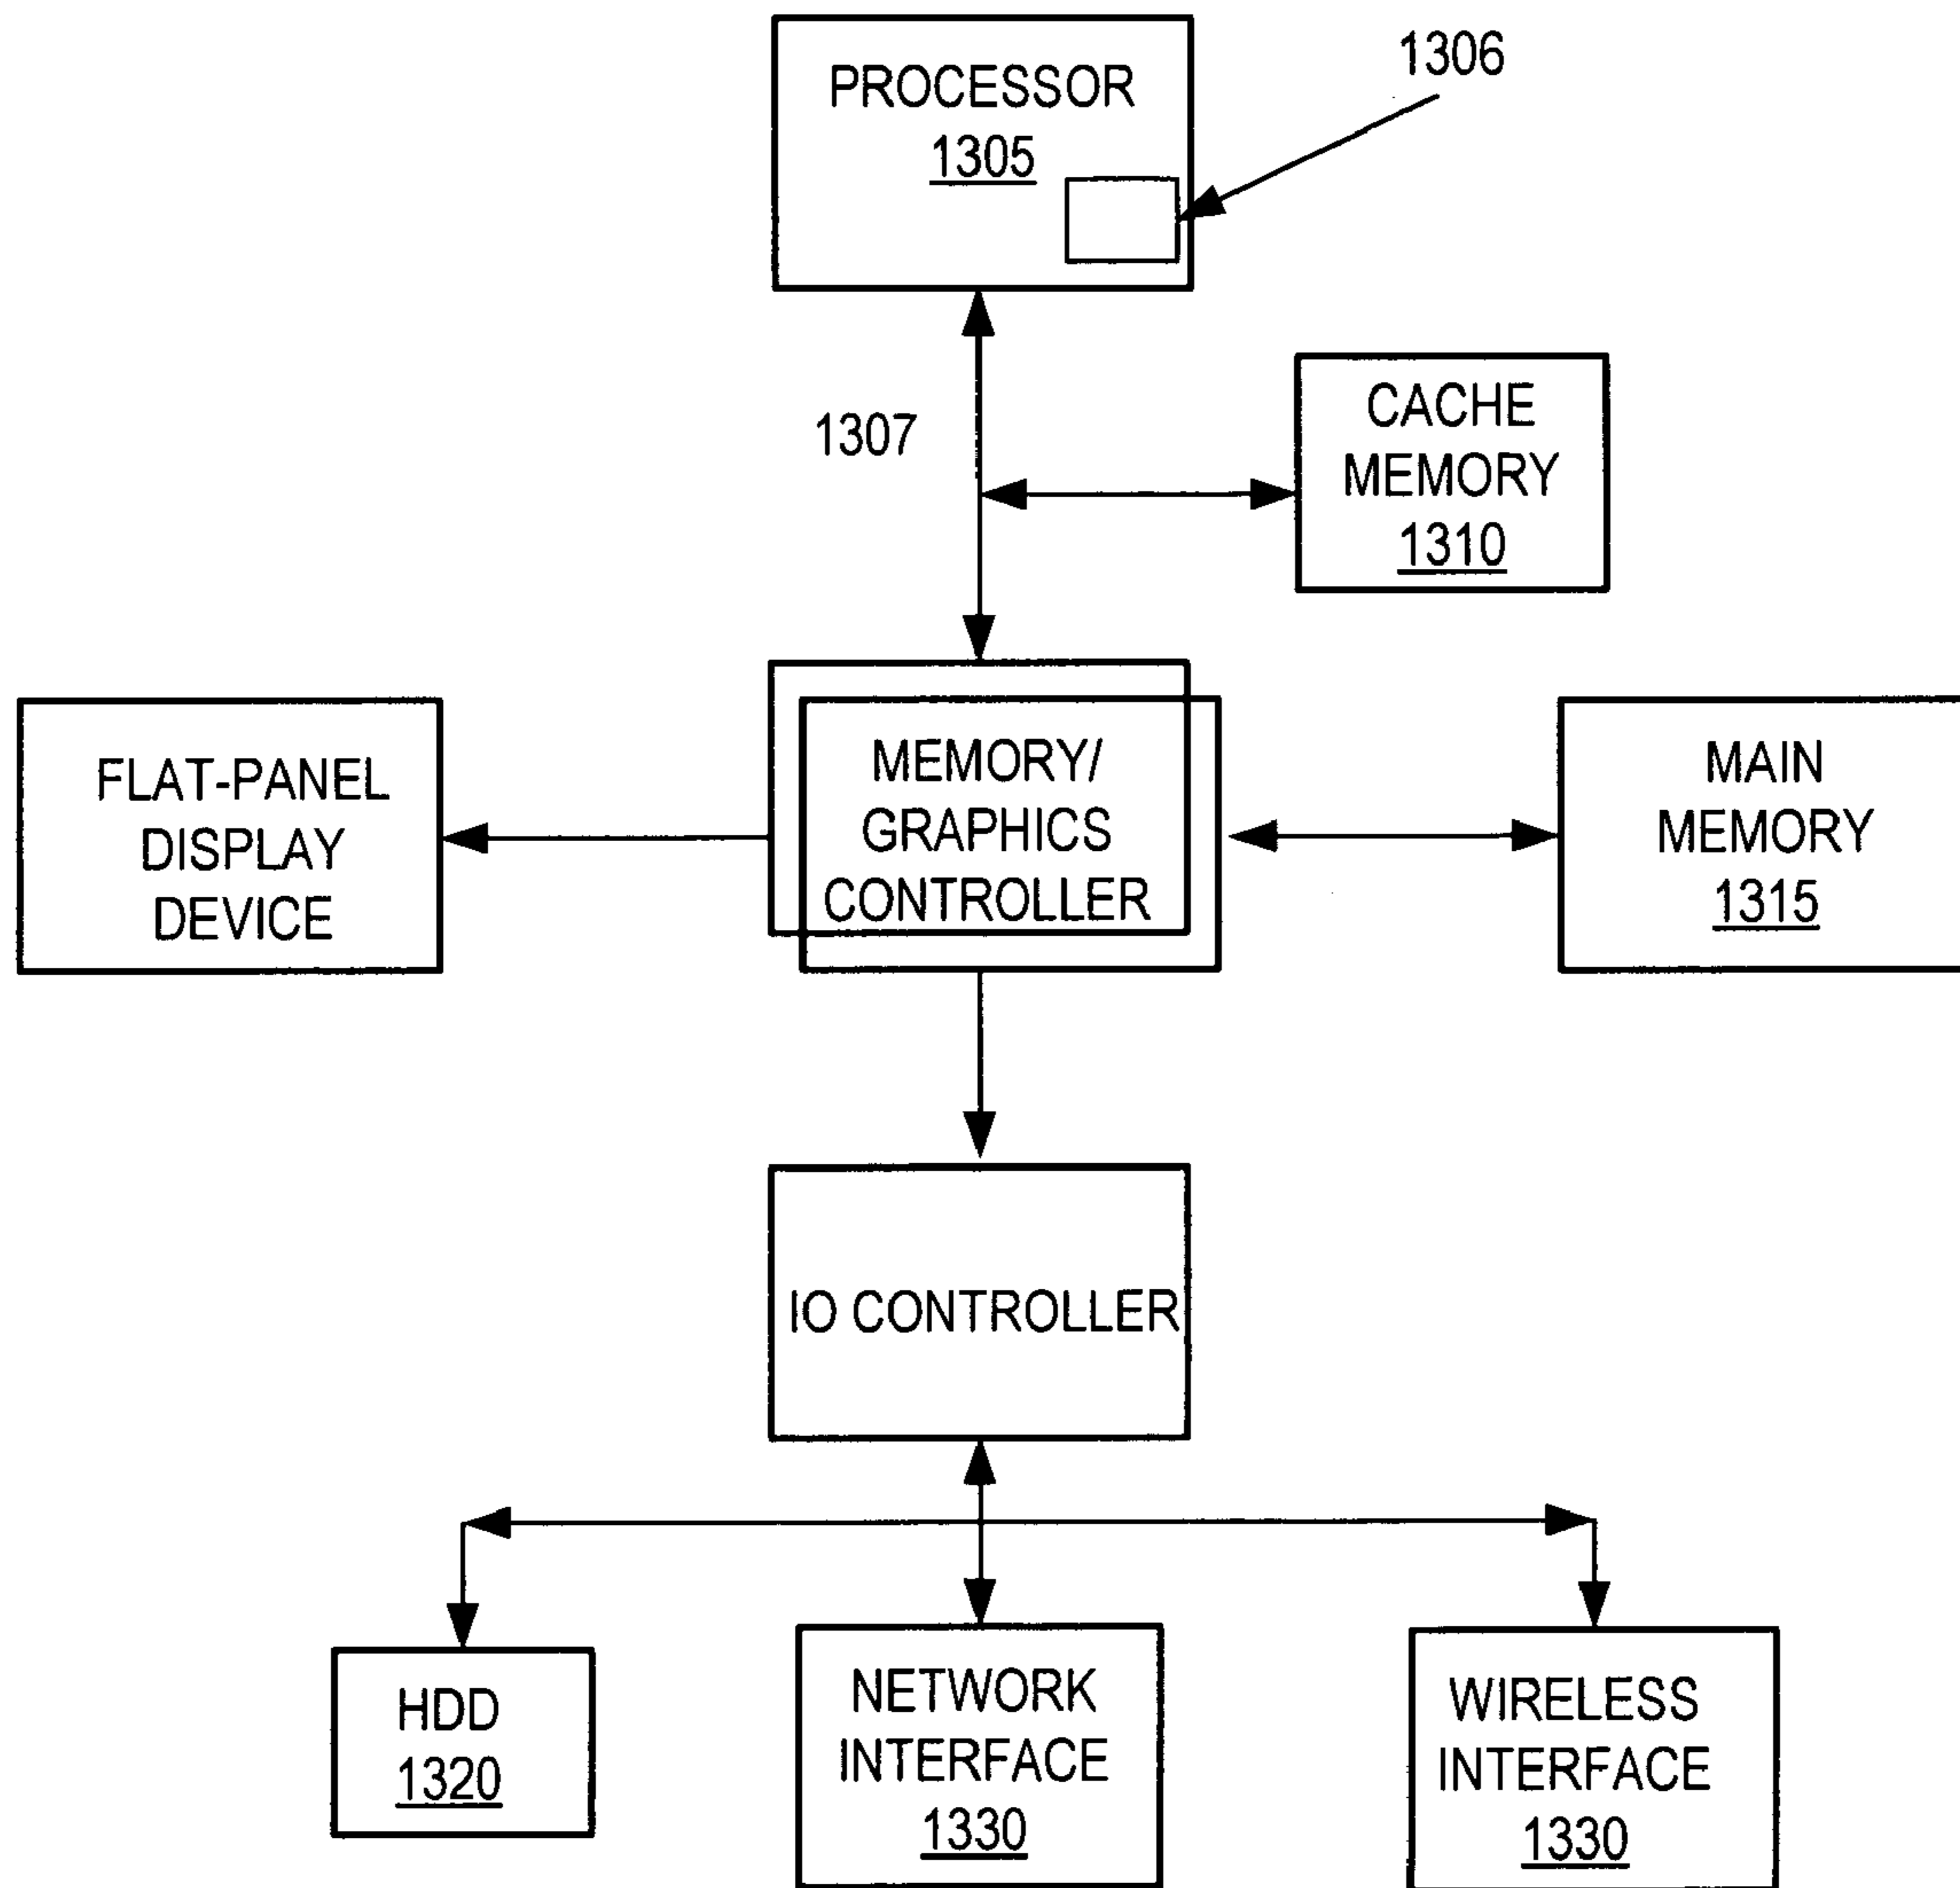 PROCESSOR
1305
1306
1307
CACHE
MEMORY
1310
FLAT-PANEL
DISPLAY
DEVICE
MEMORY/
GRAPHICS
CONTROLLER
MAIN
MEMORY
1315
IO CONTROLLER
HDD
1320
NETWORK
INTERFACE
1330
WIRELESS
INTERFACE
1330